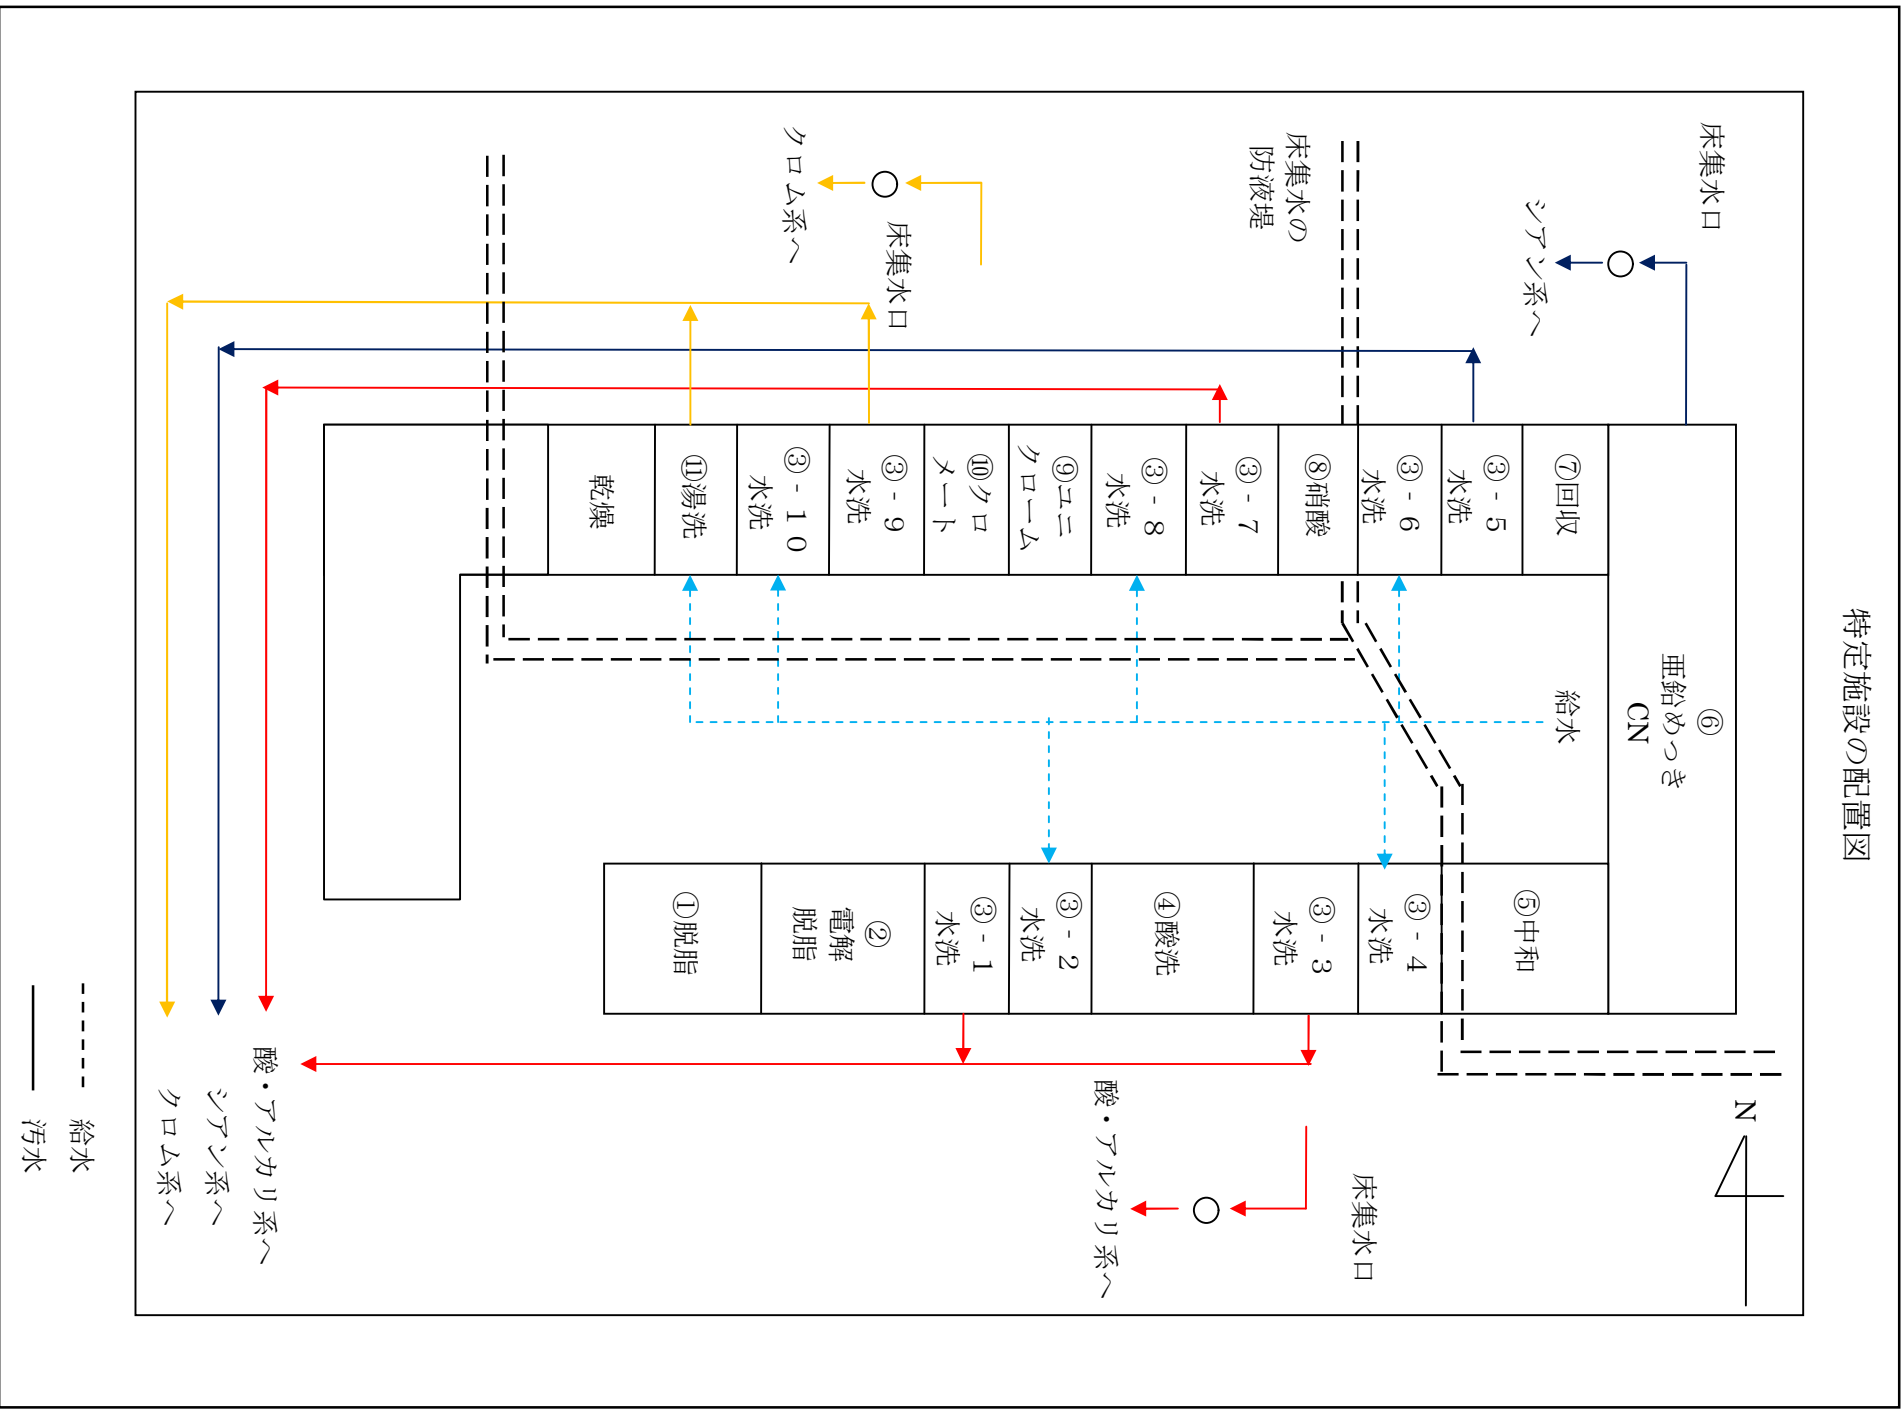 特定施設の配置図
床集水口
シアン系へ
床集水の
防液堤
クロム系へ
床集水口
⑥
亜鉛めっき
CN
⑦回収
③-5
水洗
③-6
水洗
⑧硝酸
③-7
水洗
③-8
水洗
⑨ユニ
クローム
⑩クロ
メート
③-9
水洗
③-10
水洗
⑪湯洗
乾燥
給水
⑤中和
③-4
水洗
③-3
水洗
④酸洗
③-2
水洗
③-1
水洗
②
電解
脱脂
①脱脂
N
床集水口
酸・アルカリ系へ
酸・アルカリ系へ
シアン系へ
クロム系へ
給水
汚水